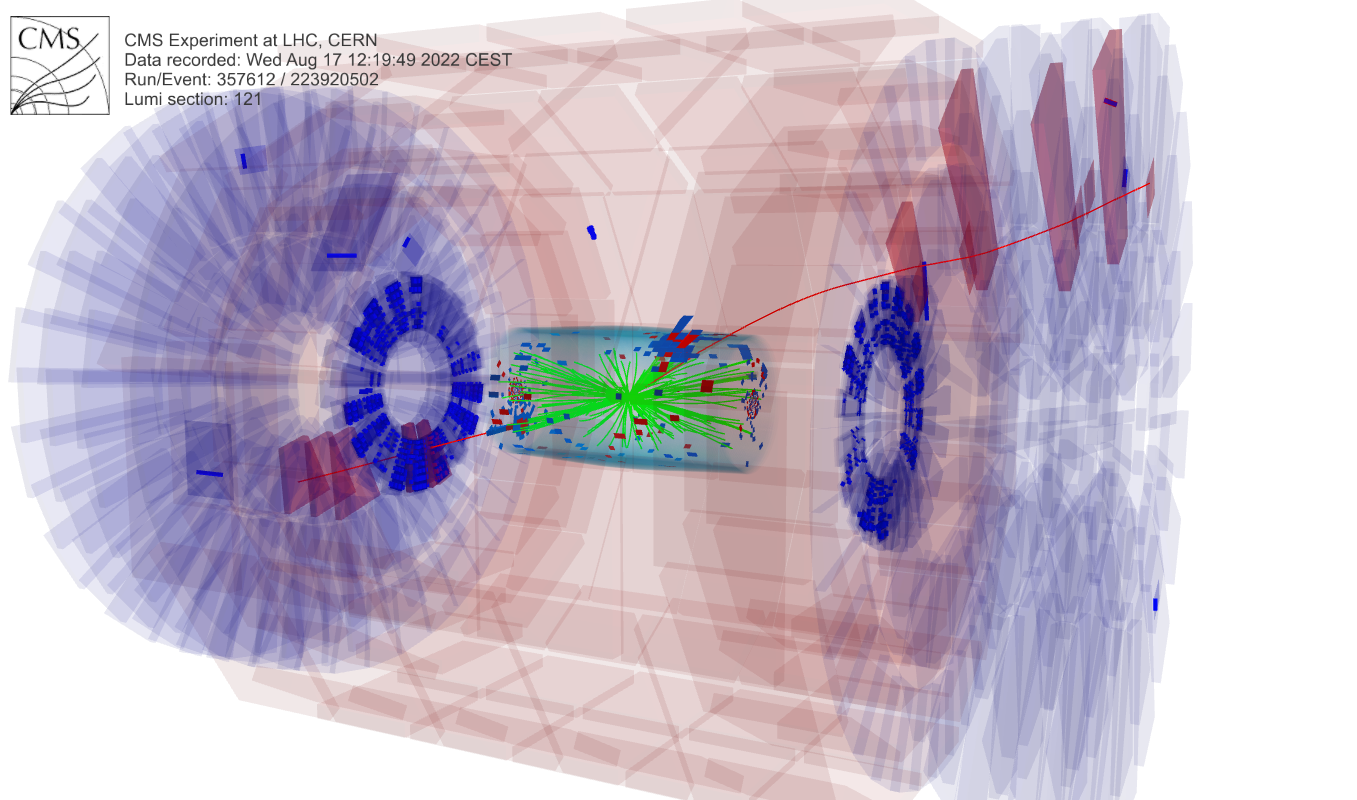 CMS
CMS Experiment at LHC, CERN
Data recorded: Wed Aug 17 12:19:49 2022 CEST
Run/Event: 357612 / 223920502
Lumi section: 121